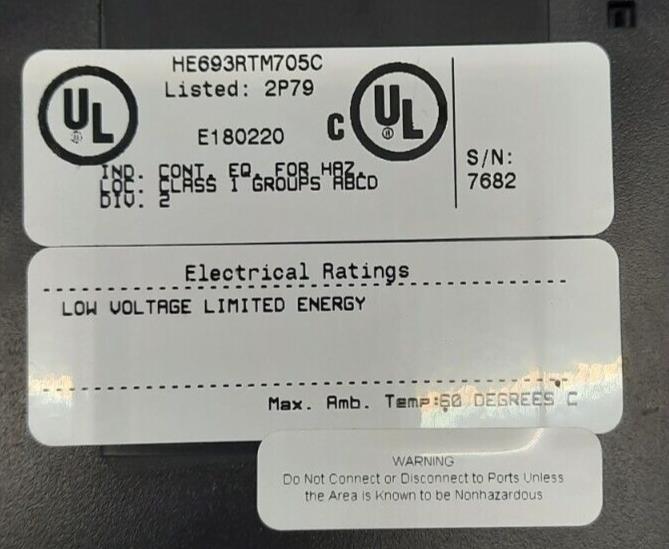 HE693RTM705C
Listed: 2P79
UL
E180220
C UL
IND. CONT. EQ. FOR HAZ.
LOC. CLASS I GROUPS ABCD
DIV. 2
S/N:
7682
Electrical Ratings
LOW VOLTAGE LIMITED ENERGY
Max. Amb. Temp:60 DEGREES C
WARNING
Do Not Connect or Disconnect to Ports Unless
the Area is Known to be Nonhazardous